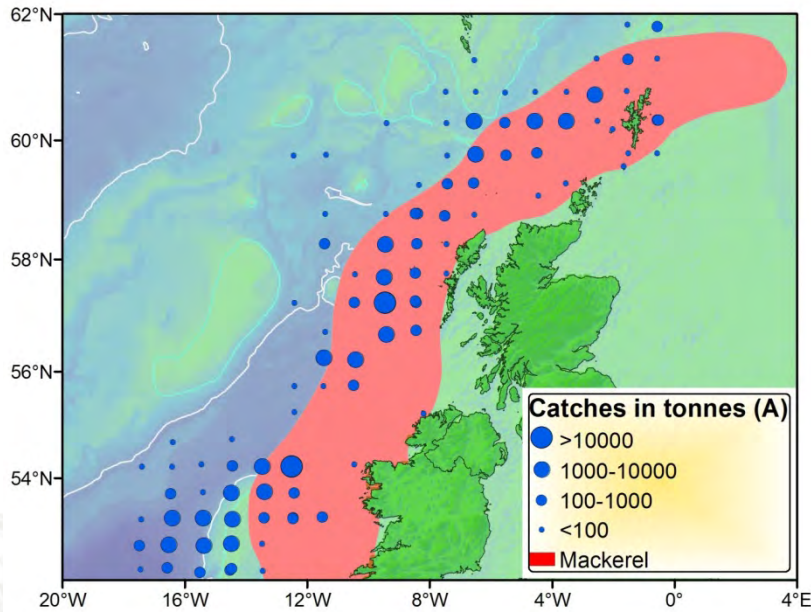 62°N
60°N
58°N
56°N
54°N
20°W 16°W 12°W 8°W 4°W 0° 4°E
Catches in tonnes (A)
>10000
1000-10000
100-1000
<100
Mackerel